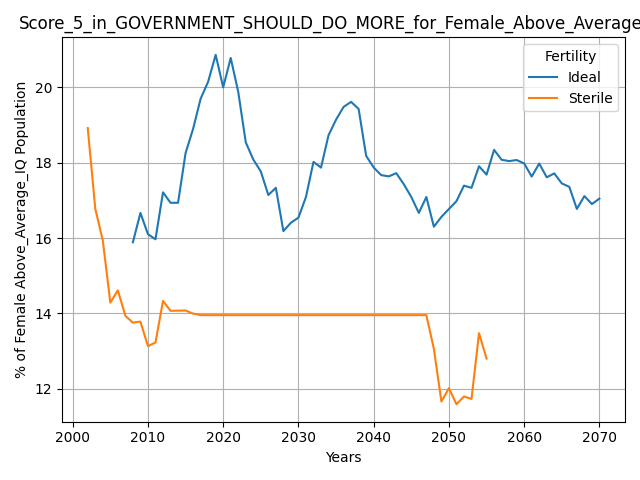 Score_5_in_GOVERNMENT_SHOULD_DO_MORE_for_Female_Above_Average
Fertility
Ideal
Sterile
% of Female Above_Average_IQ Population
20
18
16
14
12
2000 2010 2020 2030 2040 2050 2060 2070
Years